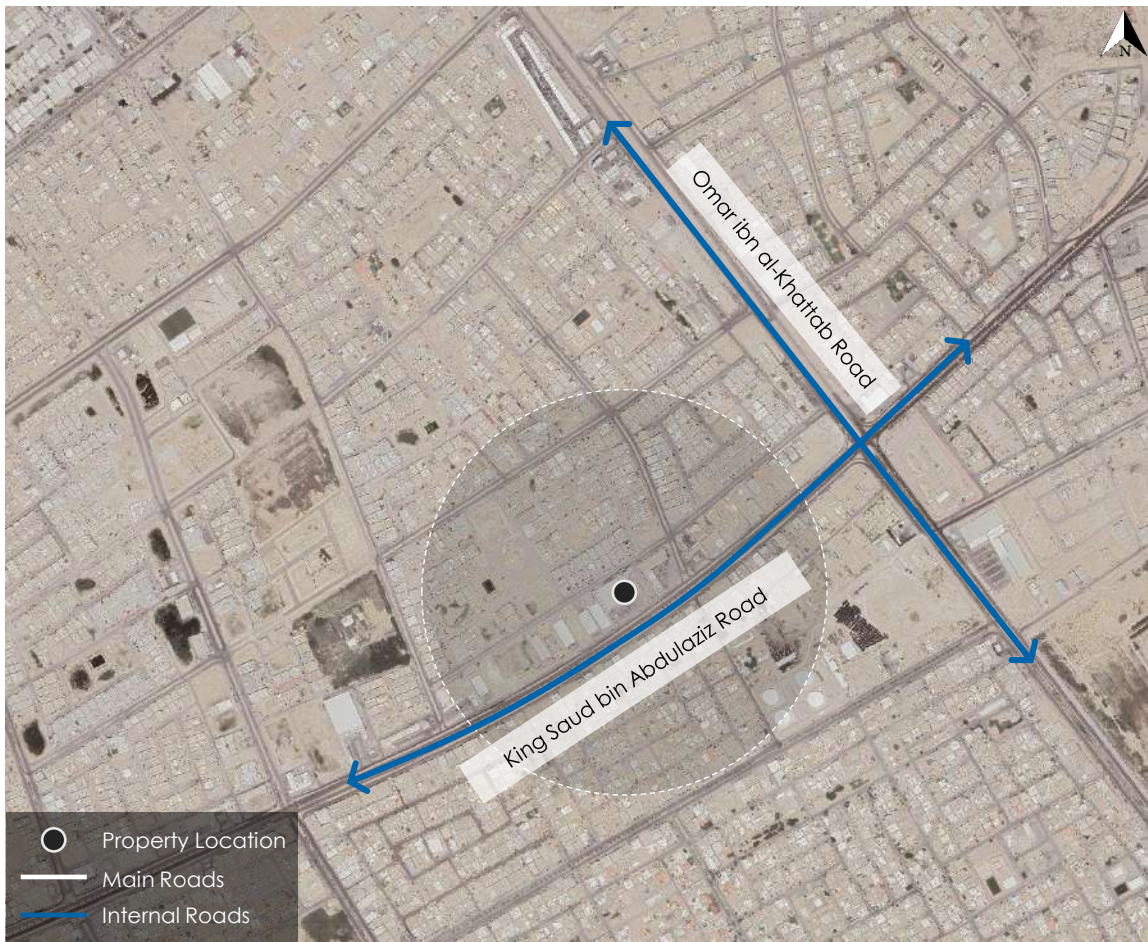 N
Omar ibn al-Khattab Road
King Saud bin Abdulaziz Road
Property Location
Main Roads
Internal Roads